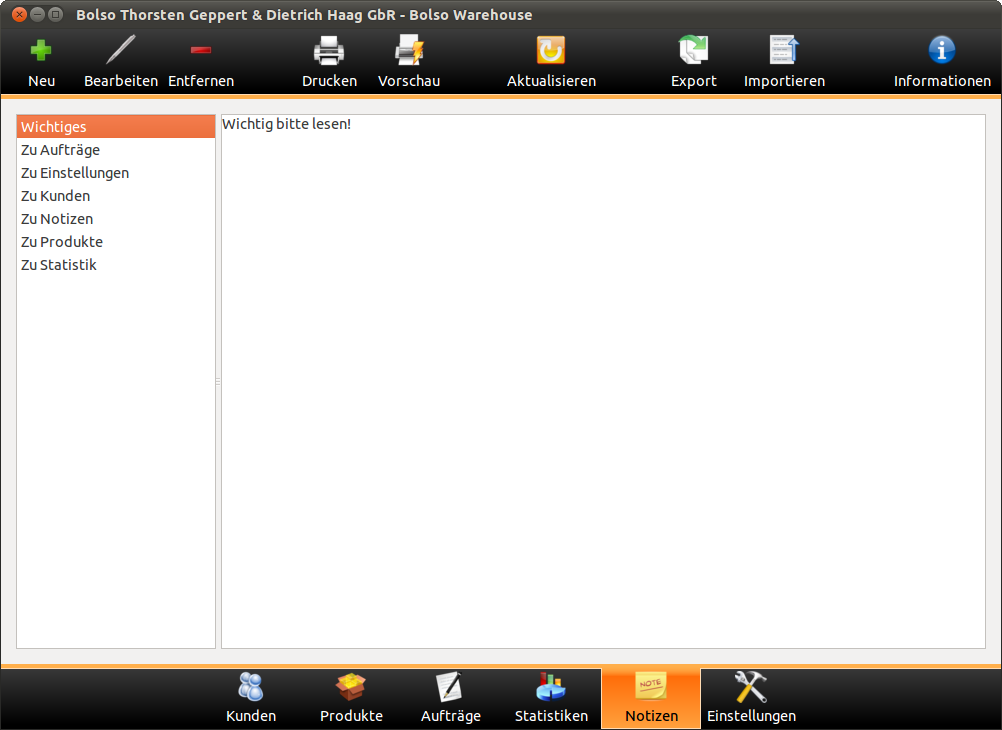 Bolso Thorsten Geppert & Dietrich Haag GbR - Bolso Warehouse
Neu Bearbeiten Entfernen Drucken Vorschau Aktualisieren Export Importieren Informationen
Wichtiges
Zu Aufträge
Zu Einstellungen
Zu Kunden
Zu Notizen
Zu Produkte
Zu Statistik
Wichtig bitte lesen!
NOTE
Kunden Produkte Aufträge Statistiken Notizen Einstellungen